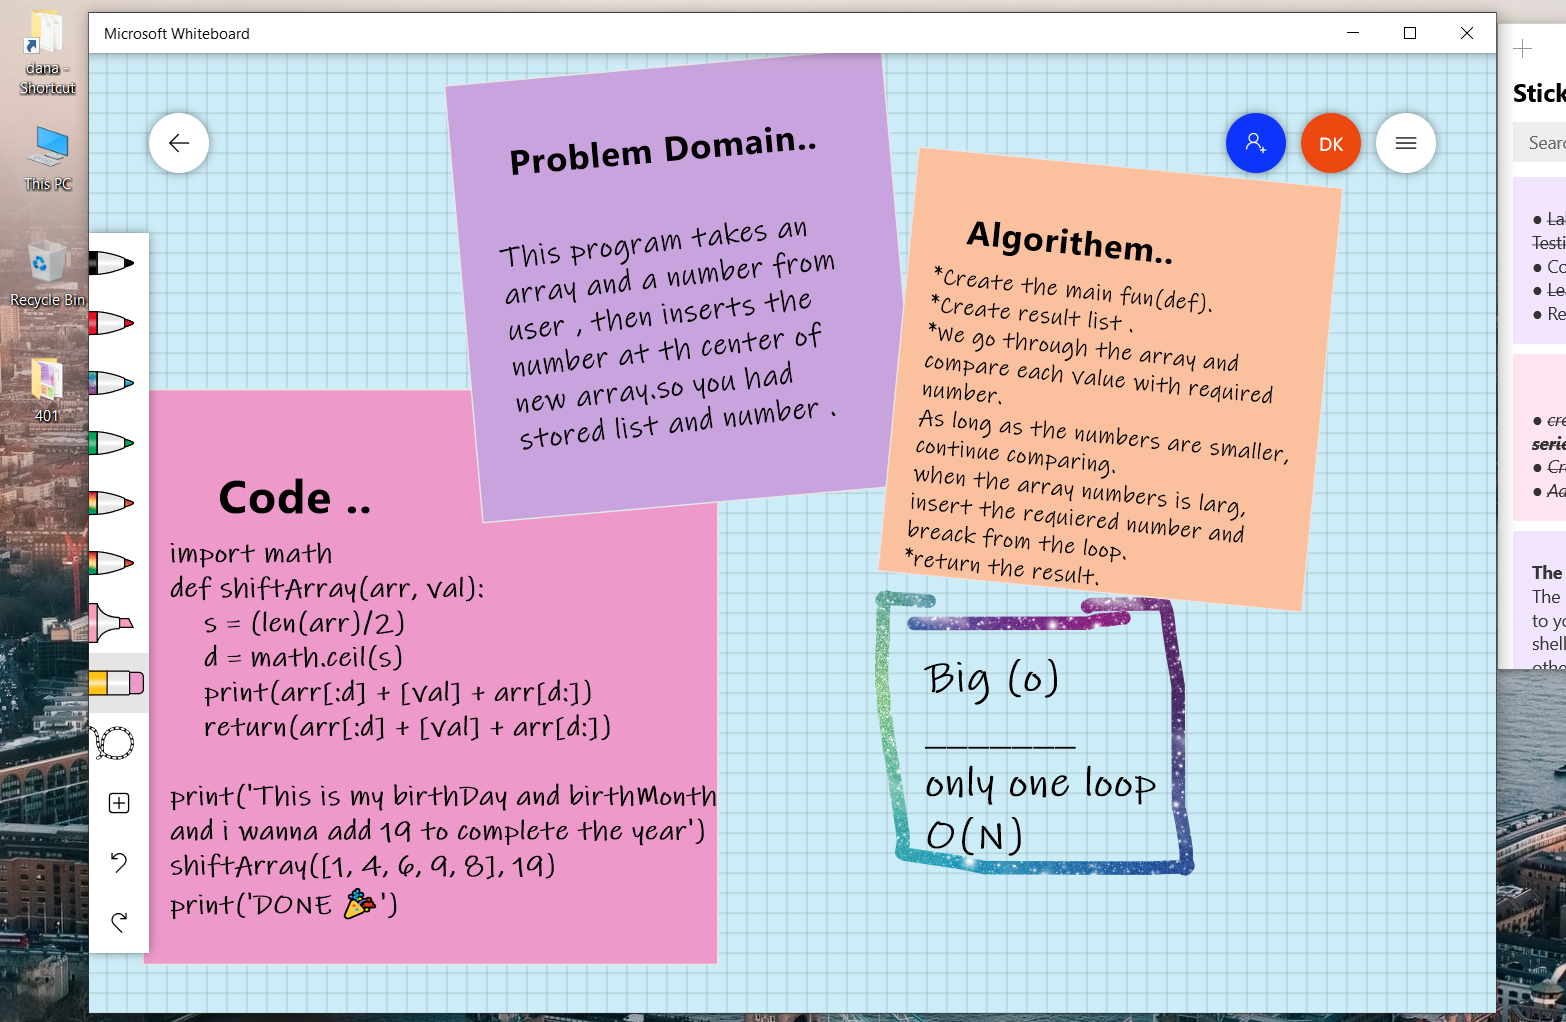 dana -
Shortcut
This PC
Recycle Bin
401
Microsoft Whiteboard
DK
Problem Domain..
This program takes an
array and a number from
user , then inserts the
number at th center of
new array.so you had
stored list and number .
Algorithem..
*Create the main fun(def).
*Create result list .
*We go through the array and
compare each value with required
number.
As long as the numbers are smaller,
continue comparing.
when the array numbers is larg,
insert the requiered number and
breack from the loop.
*return the result.
Code ..
import math
def shiftArray(arr, val):
s = (len(arr)/2)
d = math.ceil(s)
print(arr[:d] + [val] + arr[d:])
return(arr[:d] + [val] + arr[d:])
print('This is my birthDay and birthMonth
and i wanna add 19 to complete the year')
shiftArray([1, 4, 6, 9, 8], 19)
print('DONE 🎉')
Big (o)
_______
only one loop
O(N)
Stick
Searc
● La
Testi
● Co
● Le
● Re
● cre
serie
● Cr
● Ad
The
The
to yo
shell
othe